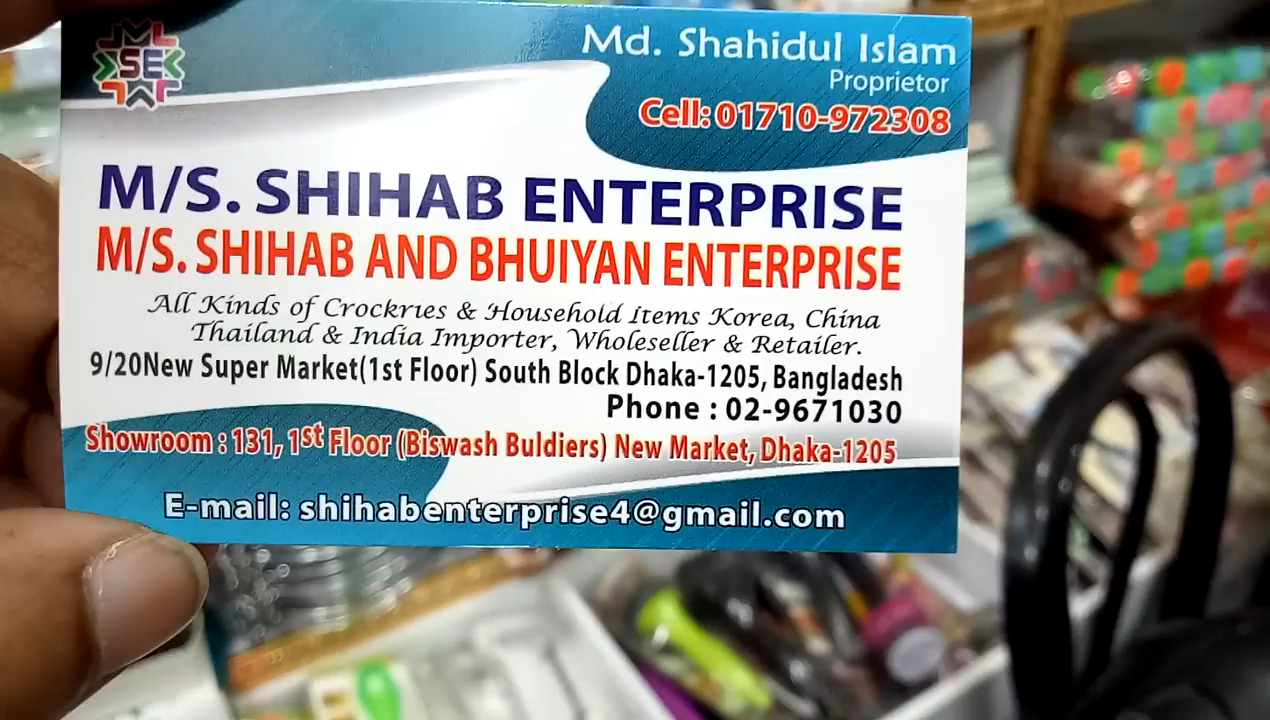 SE
Md. Shahidul Islam
Proprietor
Cell: 01710-972308
M/S. SHIHAB ENTERPRISE
M/S. SHIHAB AND BHUIYAN ENTERPRISE
All Kinds of Crockries & Household Items Korea, China
Thailand & India Importer, Wholeseller & Retailer.
9/20New Super Market(1st Floor) South Block Dhaka-1205, Bangladesh
Phone : 02-9671030
Showroom : 131, 1st Floor (Biswash Buldiers) New Market, Dhaka-1205
E-mail: shihabenterprise4@gmail.com